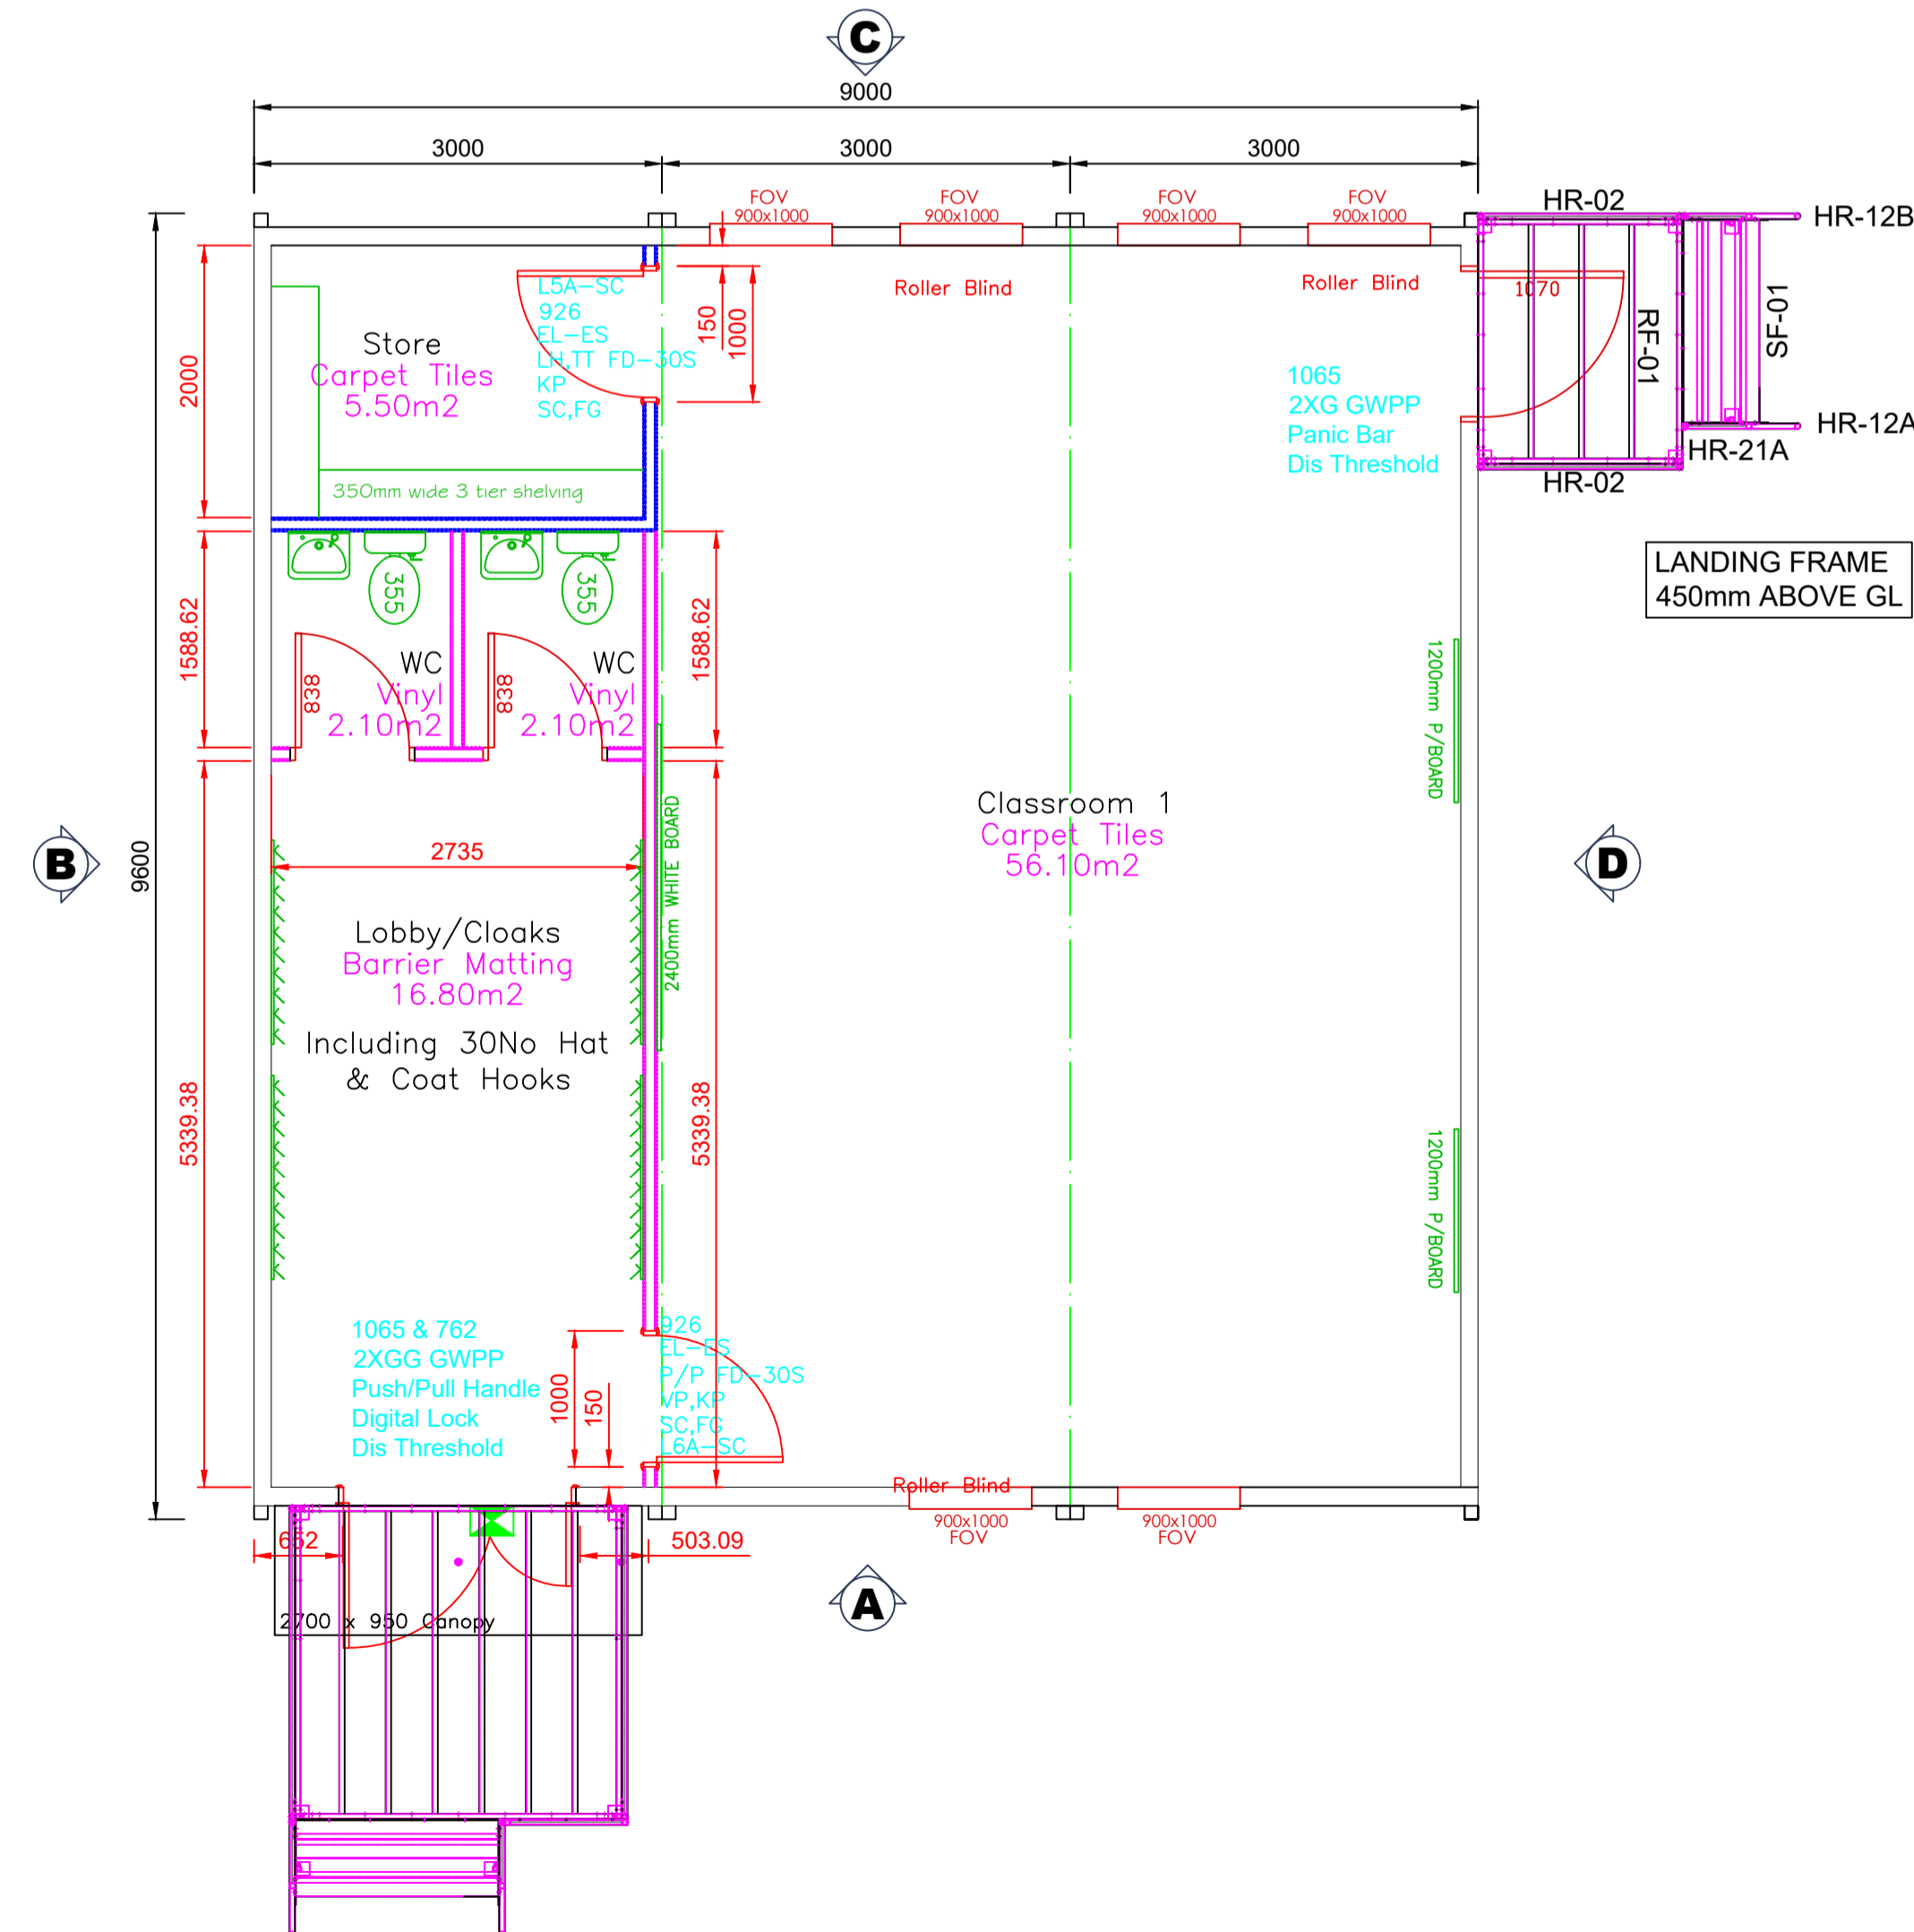 C
9000
3000
3000
3000
FOV
900x1000
FOV
900x1000
FOV
900x1000
FOV
900x1000
HR-02
HR-12B
Roller Blind
Roller Blind
1070
RF-01
SF-01
HR-12A
HR-21A
HR-02
L5A-SC
926
EL-ES
LH,TT FD-30S
KP
SC,FG
150
1000
Store
Carpet Tiles
5.50m2
2000
1065
2XG GWPP
Panic Bar
Dis Threshold
350mm wide 3 tier shelving
LANDING FRAME
450mm ABOVE GL
355
355
1588.62
1588.62
WC
Vinyl
2.10m2
838
WC
Vinyl
2.10m2
838
1200mm P/BOARD
Classroom 1
Carpet Tiles
56.10m2
B
9600
2735
2400mm WHITE BOARD
D
Lobby/Cloaks
Barrier Matting
16.80m2
Including 30No Hat
& Coat Hooks
5339.38
5339.38
1200mm P/BOARD
1065 & 762
2XGG GWPP
Push/Pull Handle
Digital Lock
Dis Threshold
1000
150
926
EL-ES
P/P FD-30S
VP,KP
SC,FG
L6A-SC
Roller Blind
900x1000
FOV
900x1000
FOV
652
503.09
A
2700 x 950 Canopy